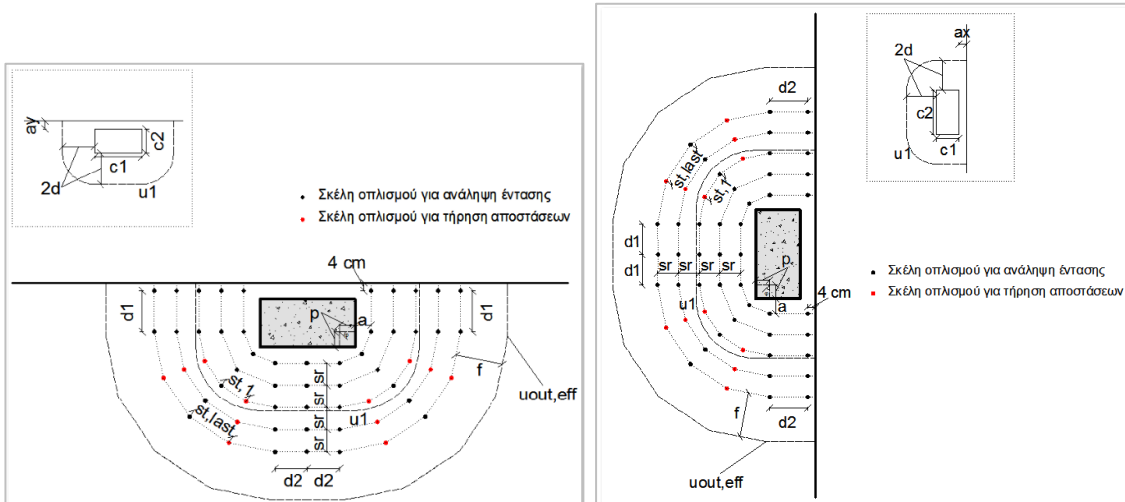 ay
c2
c1
2d
u1
• Σκέλη οπλισμού για ανάληψη έντασης
• Σκέλη οπλισμού για τήρηση αποστάσεων
4 cm
d1
p
a
d1
sr
st,1
sr
f
st,last
u1
sr
uout,eff
d2 d2
ax
2d
d2
c2
u1
c1
st,last
st,1
d1
sr sr sr sr
d1
p
• Σκέλη οπλισμού για ανάληψη έντασης
• Σκέλη οπλισμού για τήρηση αποστάσεων
u1
a
4 cm
f
d2
uout,eff